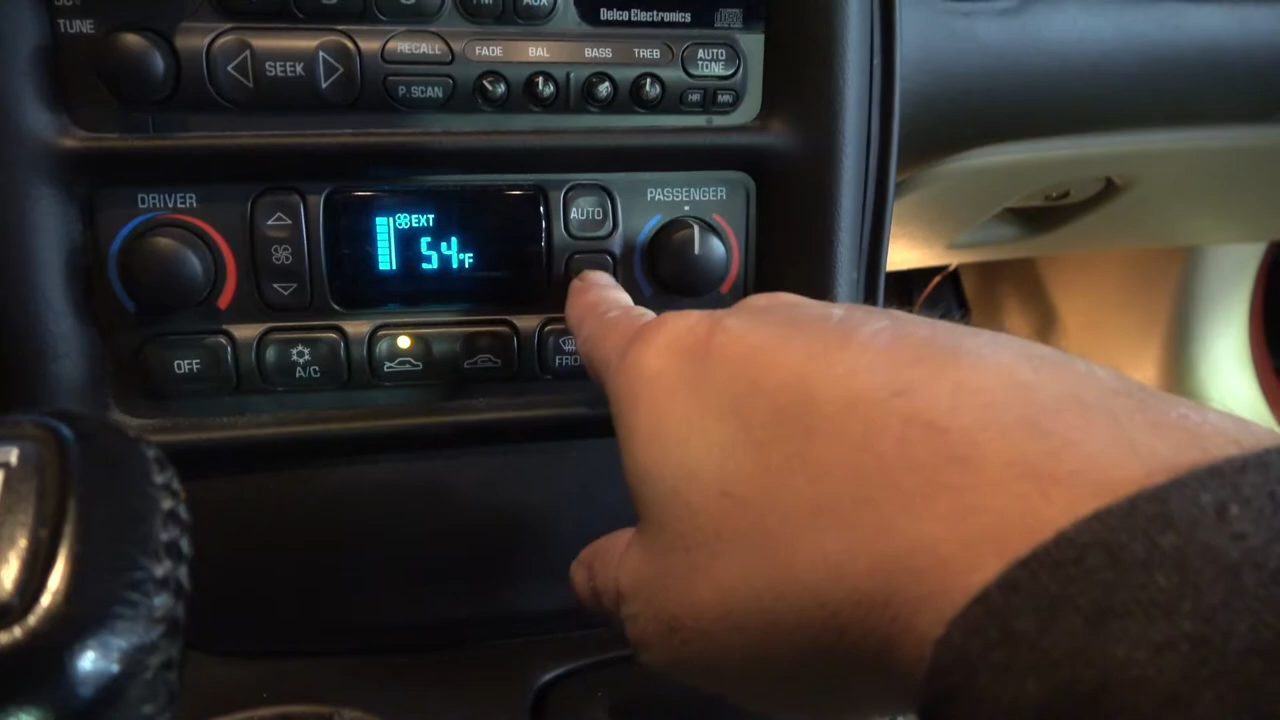 Delco Electronics
disc
TUNE
SEEK
RECALL
P.SCAN
FADE BAL BASS TREB
AUTO
TONE
HR MN
DRIVER
EXT
54°F
AUTO
PASSENGER
OFF
A/C